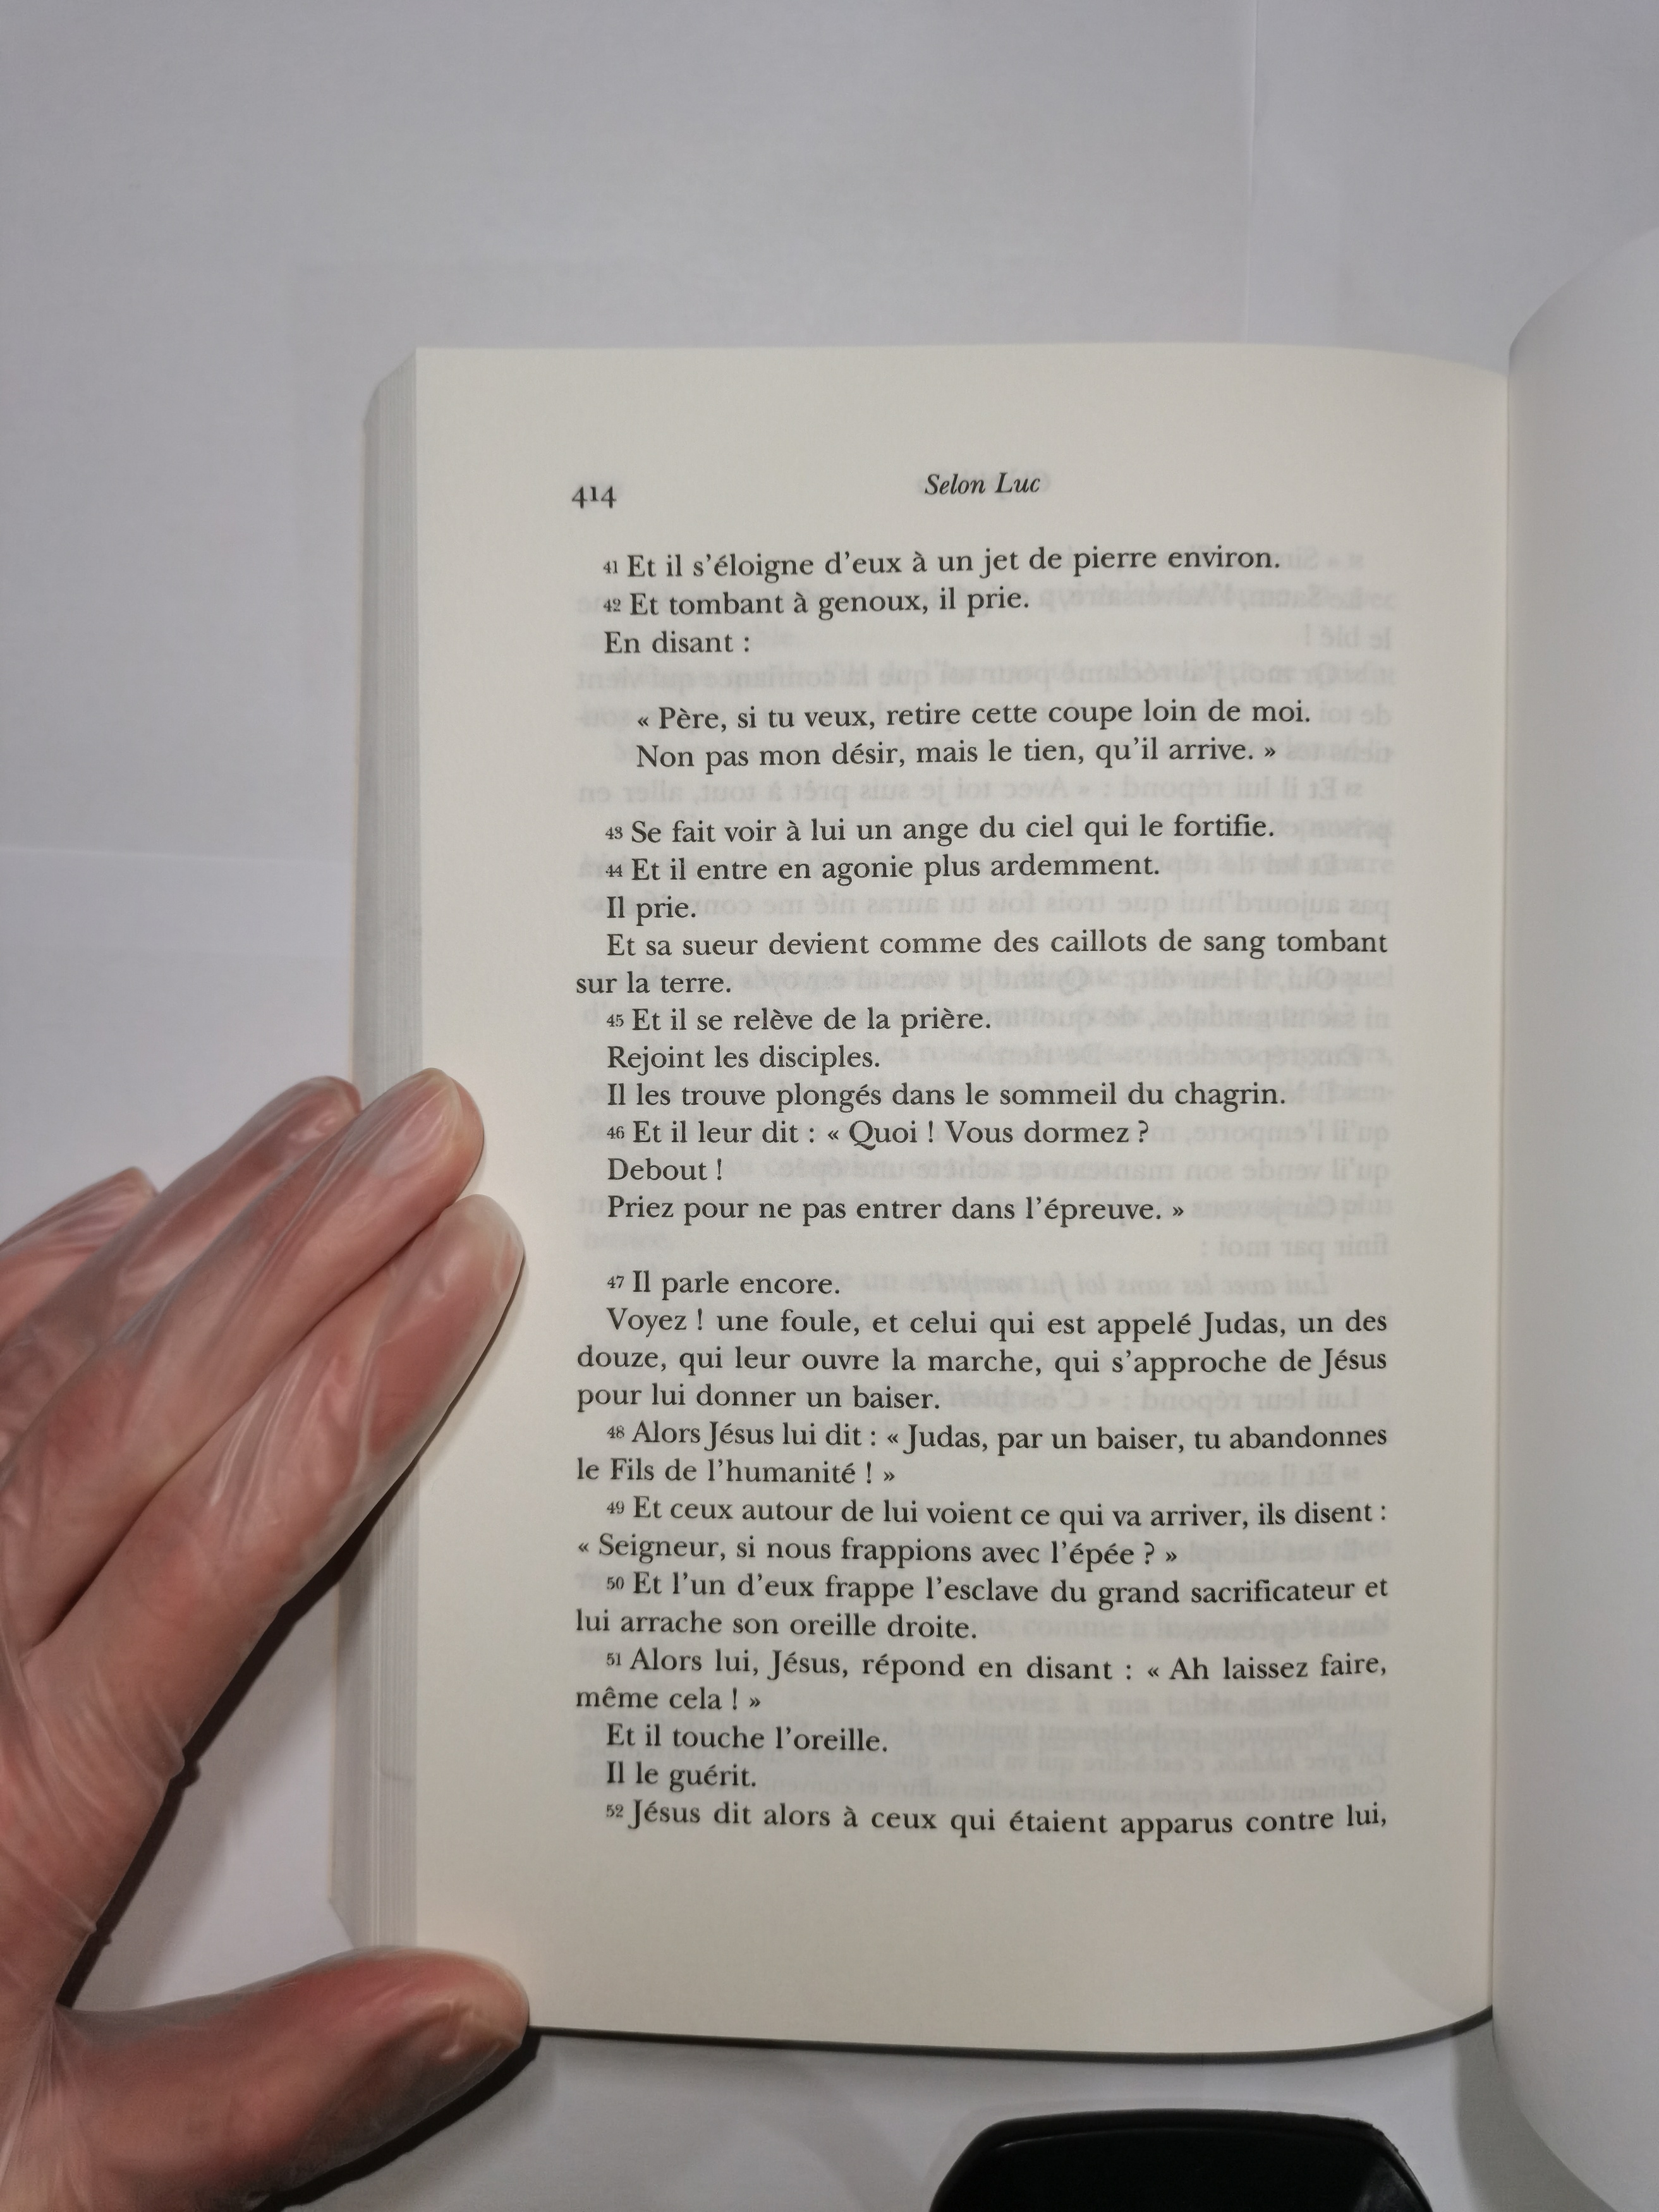 414
Selon Luc
41 Et il s'éloigne d'eux à un jet de pierre environ.
42 Et tombant à genoux, il prie.
En disant :
« Père, si tu veux, retire cette coupe loin de moi.
Non pas mon désir, mais le tien, qu'il arrive. »
43 Se fait voir à lui un ange du ciel qui le fortifie.
44 Et il entre en agonie plus ardemment.
Il prie.
Et sa sueur devient comme des caillots de sang tombant
sur la terre.
45 Et il se relève de la prière.
Rejoint les disciples.
Il les trouve plongés dans le sommeil du chagrin.
46 Et il leur dit : « Quoi ! Vous dormez ?
Debout !
Priez pour ne pas entrer dans l'épreuve. »
47 Il parle encore.
Voyez ! une foule, et celui qui est appelé Judas, un des
douze, qui leur ouvre la marche, qui s'approche de Jésus
pour lui donner un baiser.
48 Alors Jésus lui dit : « Judas, par un baiser, tu abandonnes
le Fils de l'humanité ! »
49 Et ceux autour de lui voient ce qui va arriver, ils disent :
« Seigneur, si nous frappions avec l'épée ? »
50 Et l'un d'eux frappe l'esclave du grand sacrificateur et
lui arrache son oreille droite.
51 Alors lui, Jésus, répond en disant : « Ah laissez faire,
même cela ! »
Et il touche l'oreille.
Il le guérit.
52 Jésus dit alors à ceux qui étaient apparus contre lui,